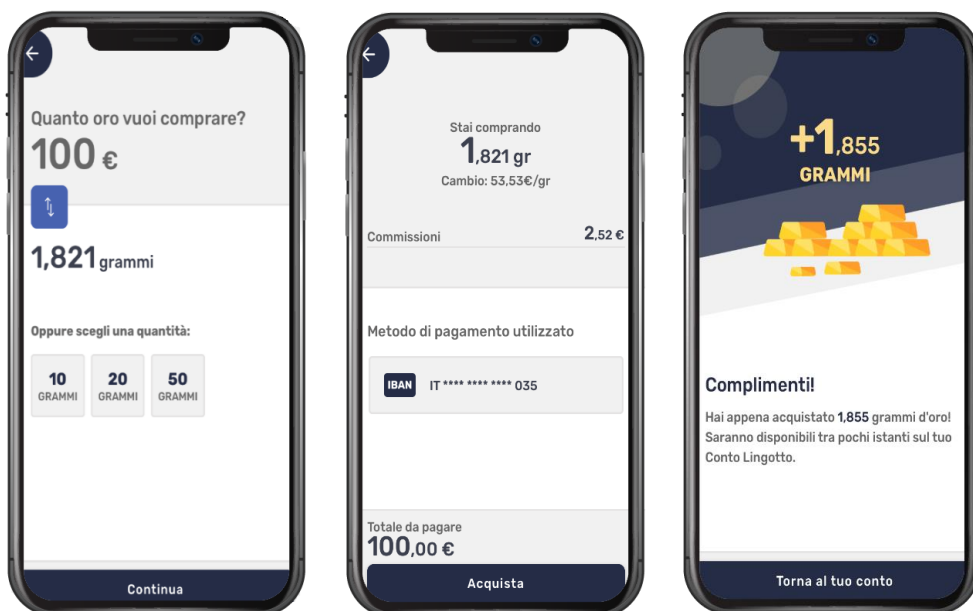 Quanto oro vuoi comprare?
100 €
1,821 grammi
Oppure scegli una quantità:
10
GRAMMI
20
GRAMMI
50
GRAMMI
Continua
Stai comprando
1,821 gr
Cambio: 53,53€/gr
Commissioni 2,52 €
Metodo di pagamento utilizzato
IBAN IT **** **** **** 035
Totale da pagare
100,00 €
Acquista
+1,855
GRAMMI
Complimenti!
Hai appena acquistato 1,855 grammi d'oro!
Saranno disponibili tra pochi istanti sul tuo
Conto Lingotto.
Torna al tuo conto